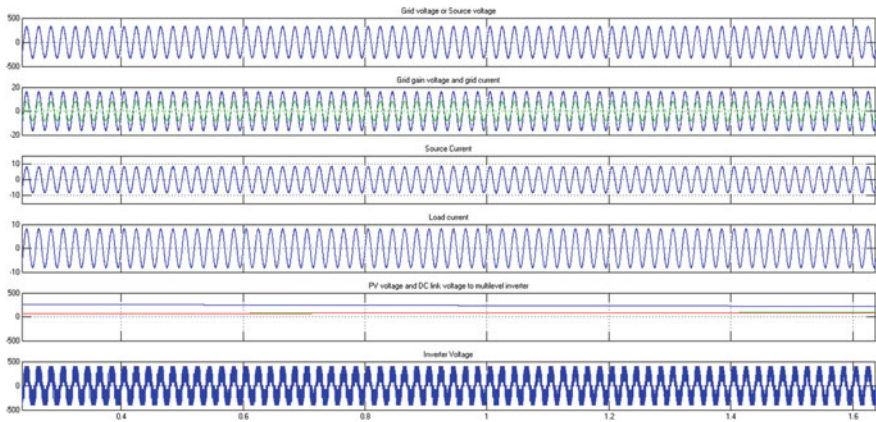 Grid voltage or Source voltage
500
0
-500
Grid gain voltage and grid current
20
0
-20
Source Current
10
0
-10
Load current
10
0
-10
PV voltage and DC link voltage to multilevel inverter
500
0
-500
Inverter Voltage
500
0
-500
0.4 0.6 0.8 1 1.2 1.4 1.6